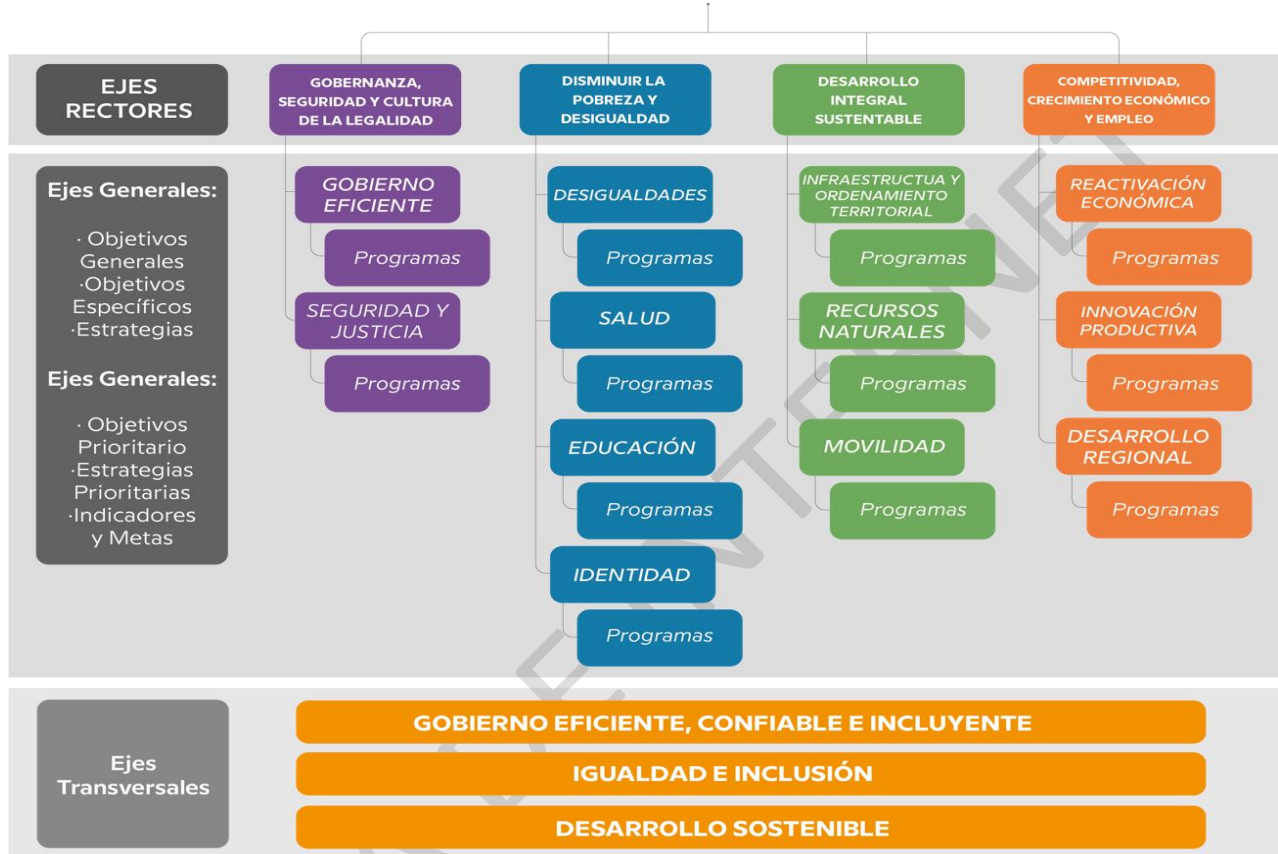 EJES
RECTORES
GOBERNANZA,
SEGURIDAD Y CULTURA
DE LA LEGALIDAD
DISMINUIR LA
POBREZA Y
DESIGUALDAD
DESARROLLO
INTEGRAL
SUSTENTABLE
COMPETITIVIDAD,
CRECIMIENTO ECONÓMICO
Y EMPLEO
Ejes Generales:
· Objetivos
Generales
·Objetivos
Específicos
·Estrategias
Ejes Generales:
· Objetivos
Prioritario
·Estrategias
Prioritarias
·Indicadores
y Metas
GOBIERNO
EFICIENTE
Programas
SEGURIDAD Y
JUSTICIA
Programas
DESIGUALDADES
Programas
SALUD
Programas
EDUCACIÓN
Programas
IDENTIDAD
Programas
INFRAESTRUCTUA Y
ORDENAMIENTO
TERRITORIAL
Programas
RECURSOS
NATURALES
Programas
MOVILIDAD
Programas
REACTIVACIÓN
ECONÓMICA
Programas
INNOVACIÓN
PRODUCTIVA
Programas
DESARROLLO
REGIONAL
Programas
Ejes
Transversales
GOBIERNO EFICIENTE, CONFIABLE E INCLUYENTE
IGUALDAD E INCLUSIÓN
DESARROLLO SOSTENIBLE